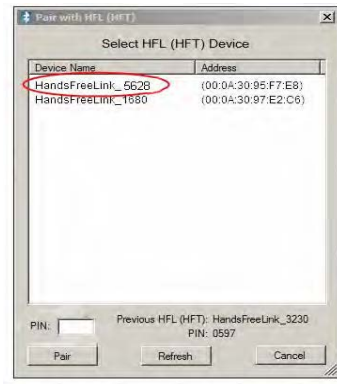 Pair with HFL (HFT)
Select HFL (HFT) Device
Device Name Address
HandsFreeLink_5628 (00:0A:30:95:F7:E8)
HandsFreeLink_1680 (00:0A:30:97:E2:C6)
PIN: Previous HFL (HFT): HandsFreeLink_3230
PIN: 0597
Pair Refresh Cancel